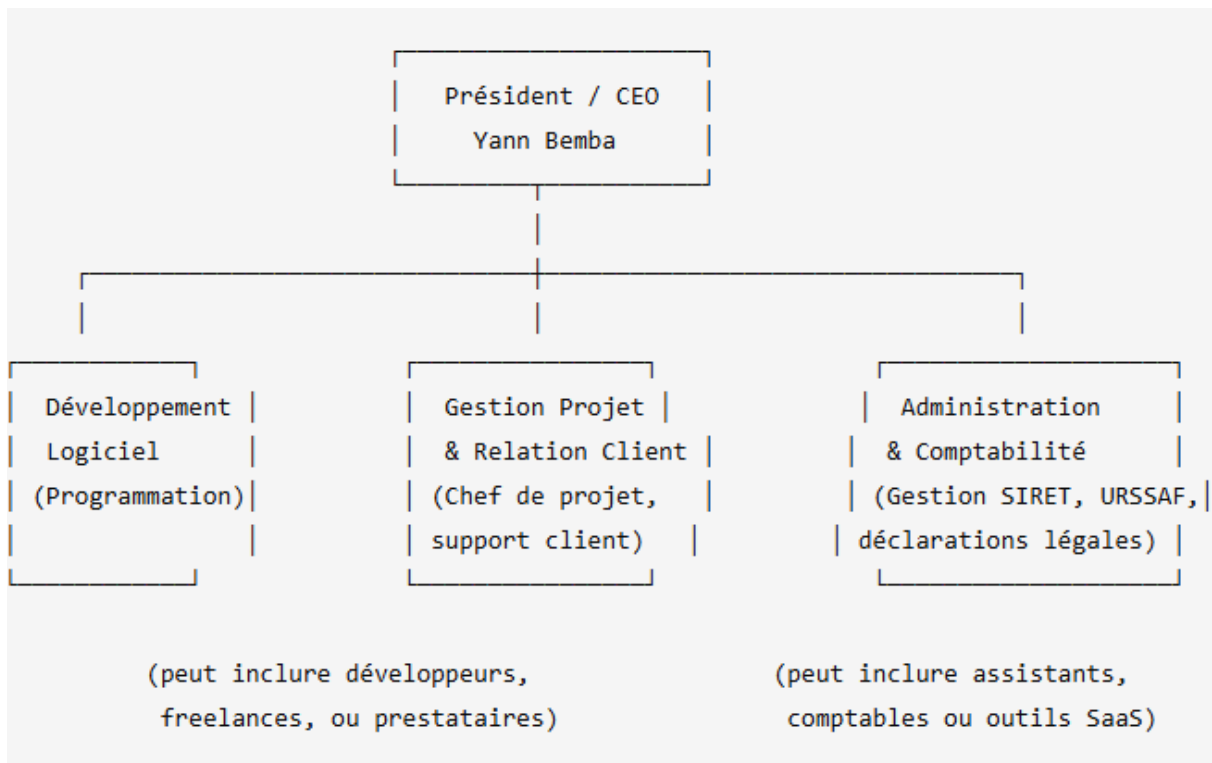 Président / CEO
Yann Bemba
Développement
Logiciel
(Programmation)
Gestion Projet
& Relation Client
(Chef de projet,
support client)
Administration
& Comptabilité
(Gestion SIRET, URSSAF,
déclarations légales)
(peut inclure développeurs,
freelances, ou prestataires)
(peut inclure assistants,
comptables ou outils SaaS)